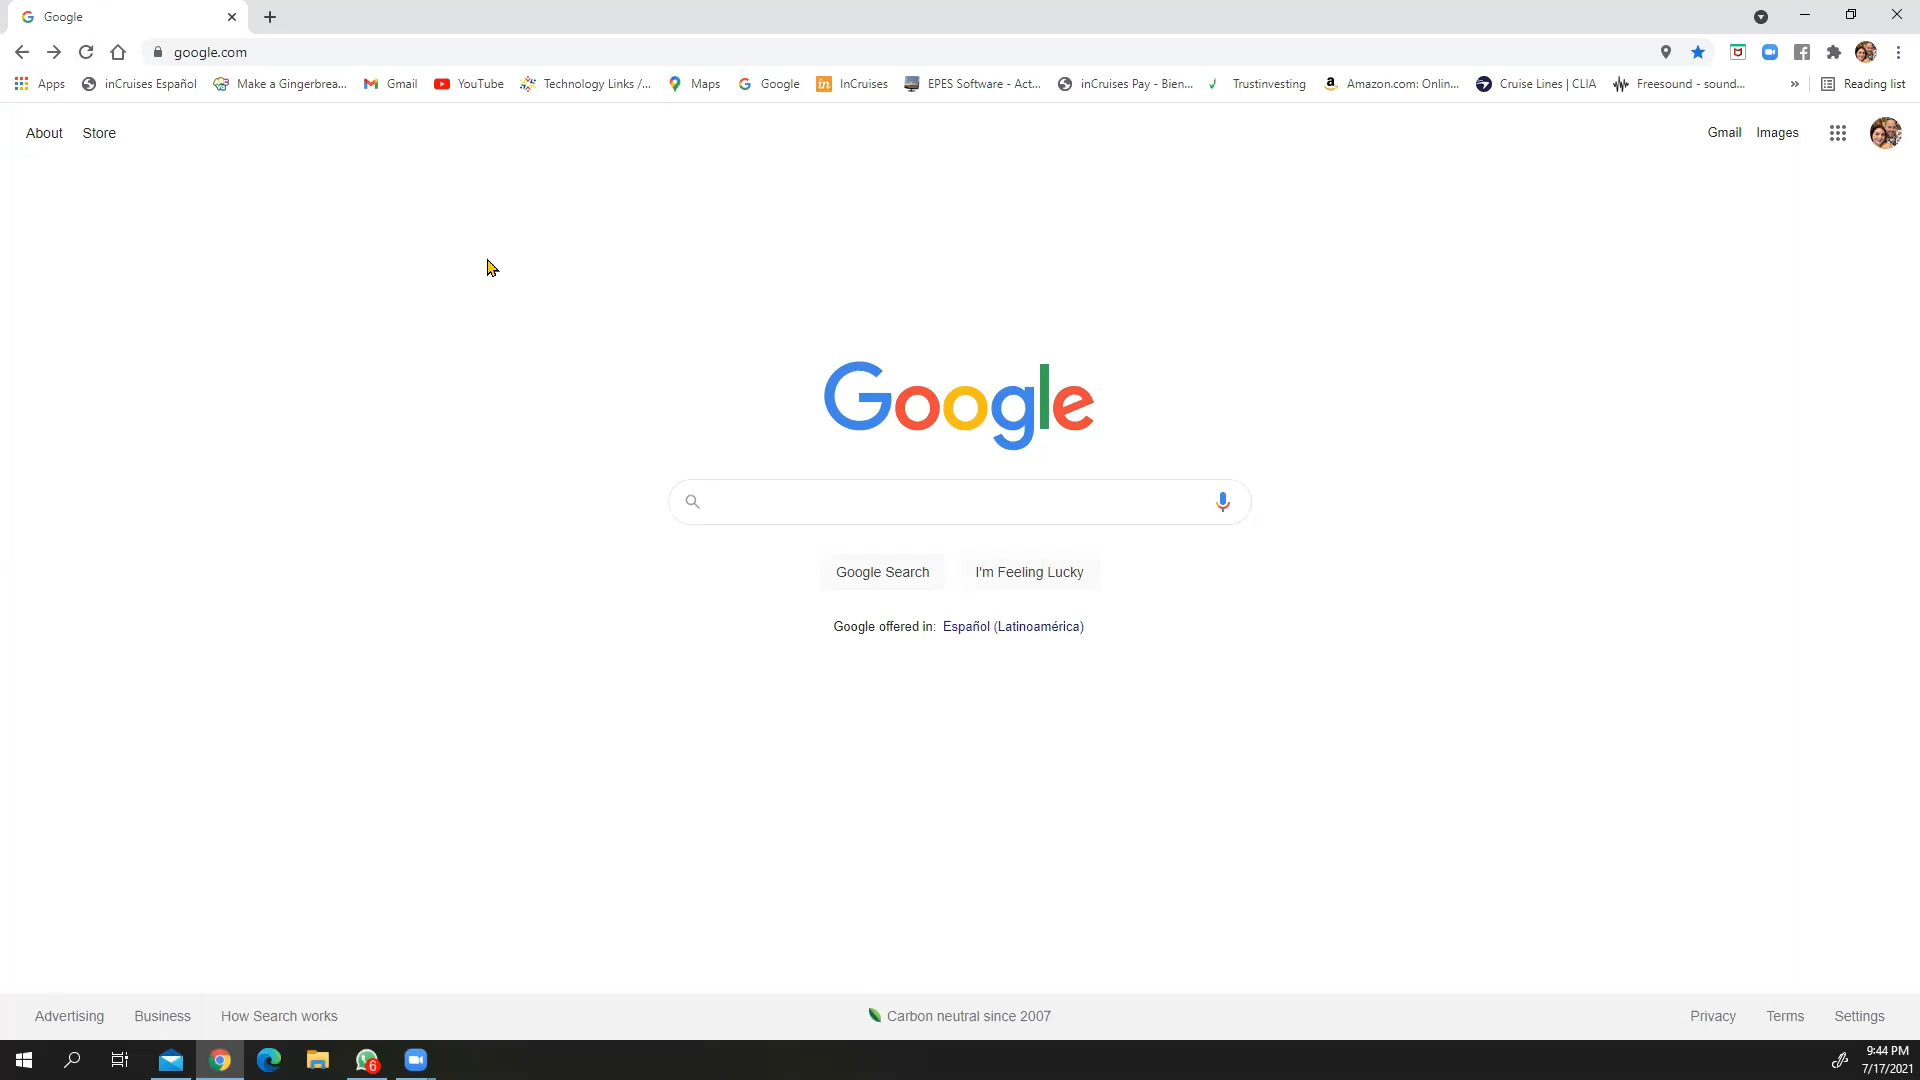 Google
google.com
Apps inCruises Español Make a Gingerbrea... Gmail YouTube Technology Links /... Maps Google InCruises EPES Software - Act... inCruises Pay - Bien... Trustinvesting Amazon.com: Onlin... Cruise Lines | CLIA Freesound - sound... » Reading list
About Store Gmail Images
Google
Google Search I'm Feeling Lucky
Google offered in: Español (Latinoamérica)
Advertising Business How Search works Carbon neutral since 2007 Privacy Terms Settings
6
9:44 PM
7/17/2021